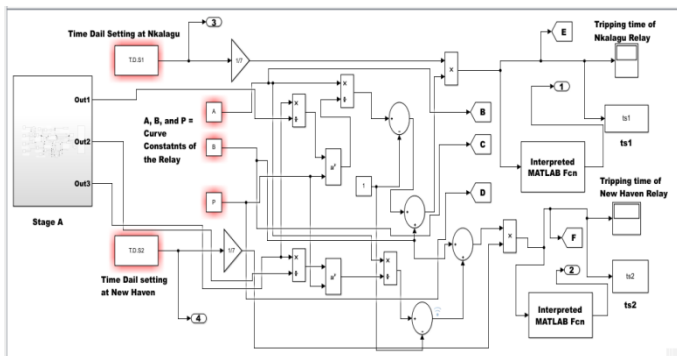 Time Dail Setting at Nkalagu
3
T.D.S1
1/7
E
Tripping time of
Nkalagu Relay
1
ts1
ts1
Interpreted
MATLAB Fcn
Out1
Out2
Out3
Stage A
A, B, and P =
Curve
Constatnts of
the Relay
A
B
P
B
C
D
1
Tripping time of
New Haven Relay
F
2
ts2
ts2
Interpreted
MATLAB Fcn
T.D.S2
1/7
Time Dail setting
at New Haven
4